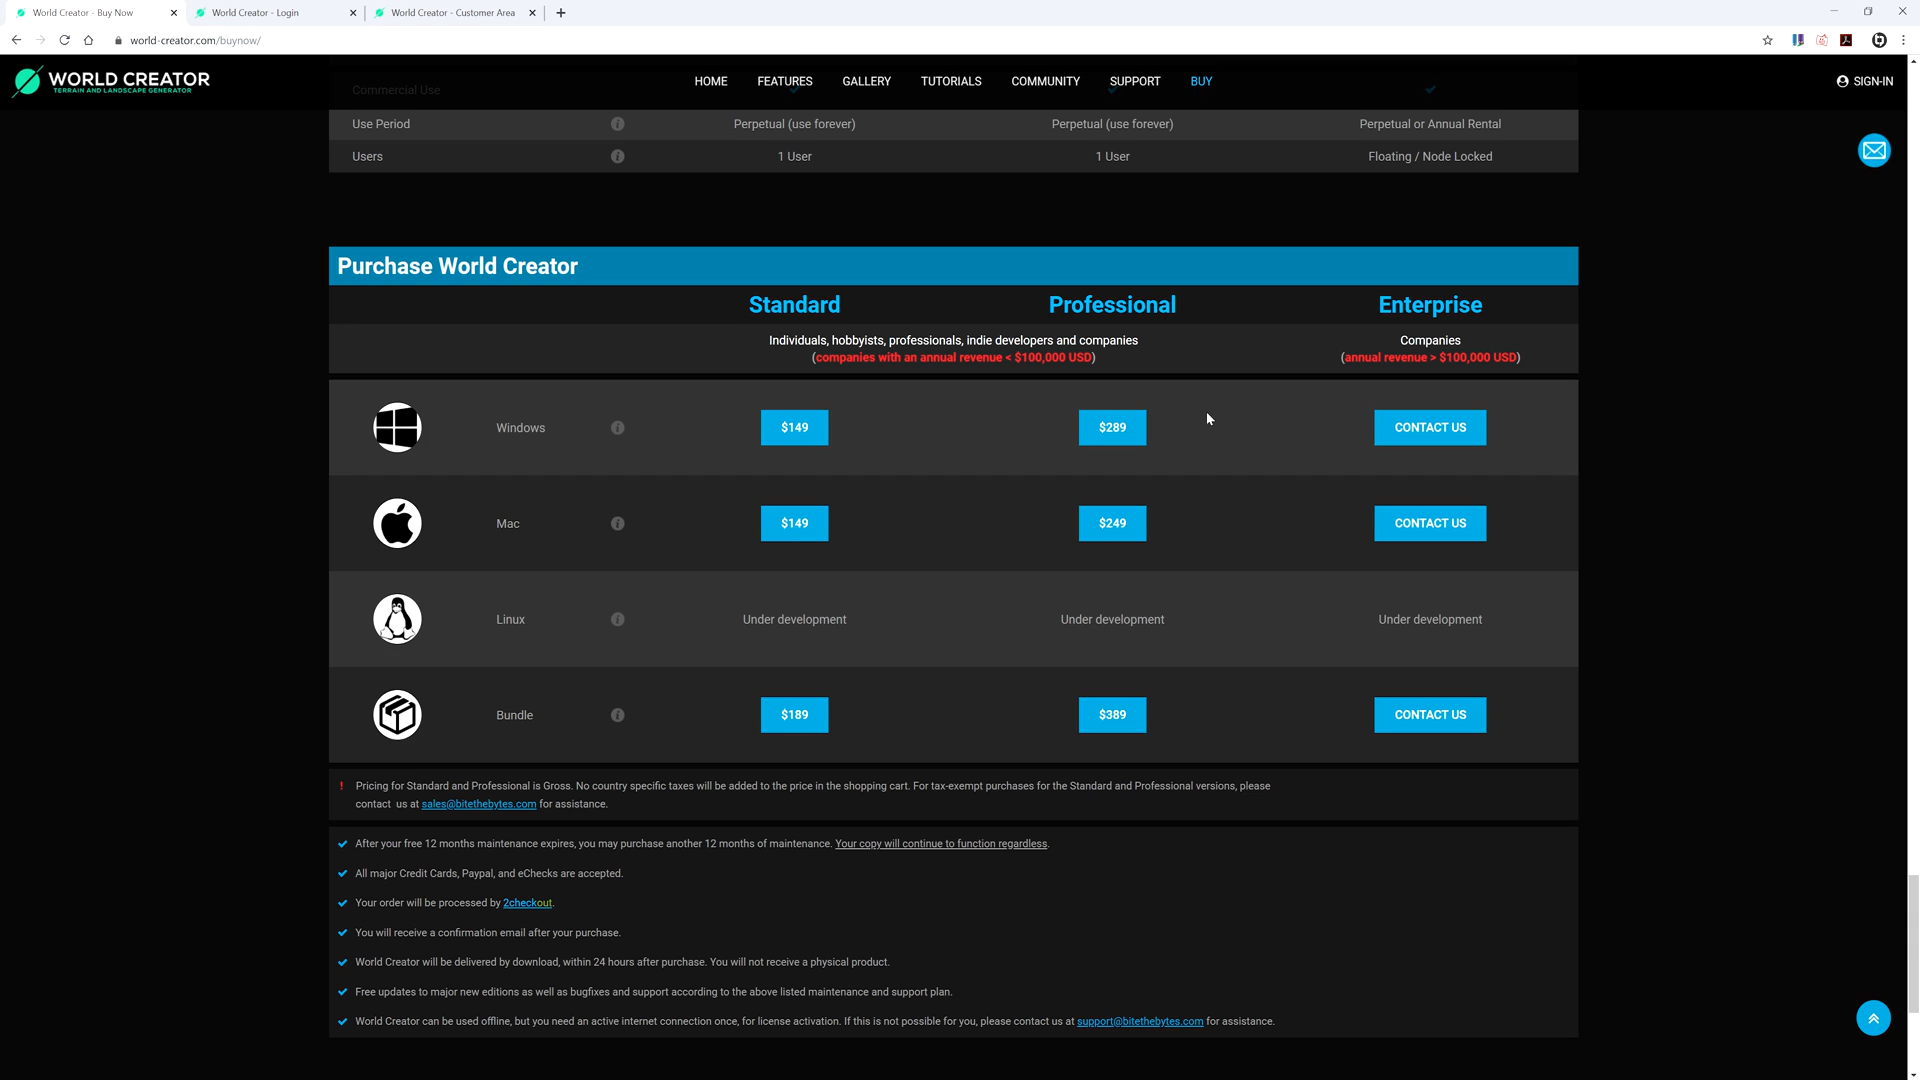 World Creator - Buy Now
World Creator - Login
World Creator - Customer Area
world-creator.com/buynow/
WORLD CREATOR
TERRAIN AND LANDSCAPE GENERATOR
HOME FEATURES GALLERY TUTORIALS COMMUNITY SUPPORT BUY
SIGN-IN
Commercial Use
Use Period Perpetual (use forever) Perpetual (use forever) Perpetual or Annual Rental
Users 1 User 1 User Floating / Node Locked
Purchase World Creator
Standard Professional Enterprise
Individuals, hobbyists, professionals, indie developers and companies Companies
(companies with an annual revenue < $100,000 USD) (annual revenue > $100,000 USD)
Windows $149 $289 CONTACT US
Mac $149 $249 CONTACT US
Linux Under development Under development Under development
Bundle $189 $389 CONTACT US
! Pricing for Standard and Professional is Gross. No country specific taxes will be added to the price in the shopping cart. For tax-exempt purchases for the Standard and Professional versions, please
contact us at sales@bitethebytes.com for assistance.
After your free 12 months maintenance expires, you may purchase another 12 months of maintenance. Your copy will continue to function regardless.
All major Credit Cards, Paypal, and eChecks are accepted.
Your order will be processed by 2checkout.
You will receive a confirmation email after your purchase.
World Creator will be delivered by download, within 24 hours after purchase. You will not receive a physical product.
Free updates to major new editions as well as bugfixes and support according to the above listed maintenance and support plan.
World Creator can be used offline, but you need an active internet connection once, for license activation. If this is not possible for you, please contact us at support@bitethebytes.com for assistance.